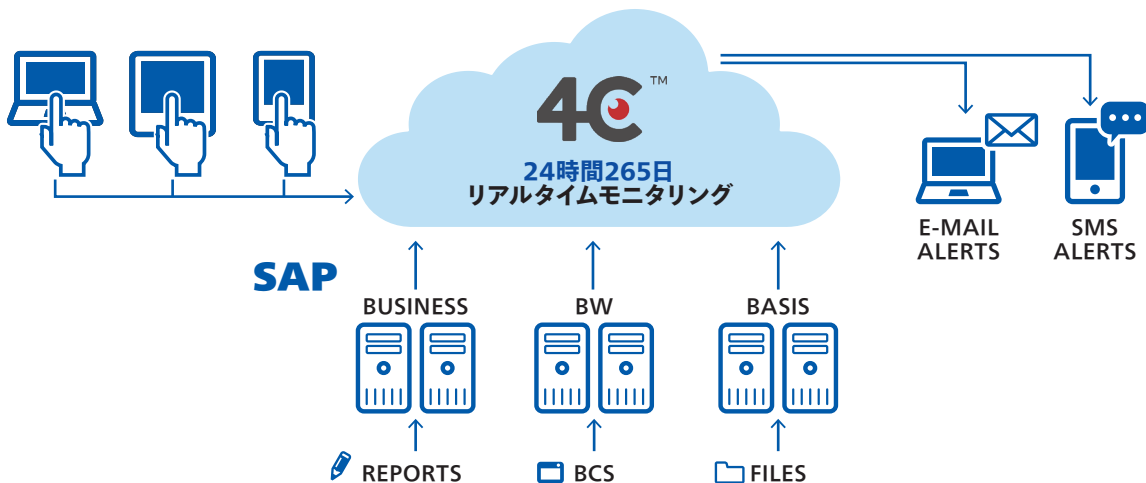 4C™
24時間265日
リアルタイムモニタリング
E-MAIL
ALERTS
SMS
ALERTS
SAP
BUSINESS
BW
BASIS
REPORTS
BCS
FILES